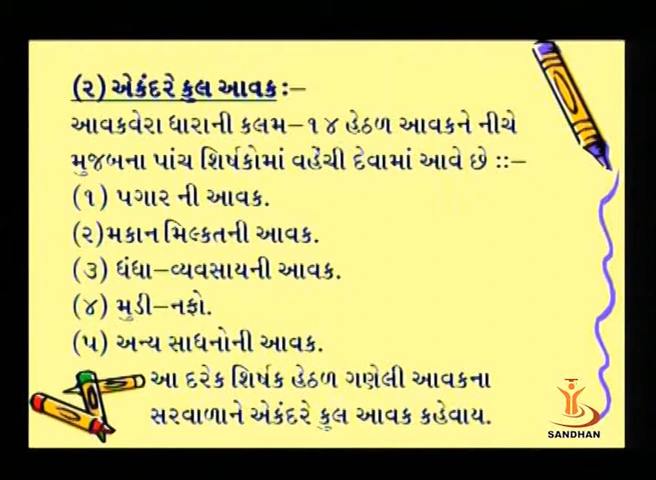 (૨) એકંદરે કુલ આવક :–
આવકવેરા ધારાની કલમ–૧૪ હેઠળ આવકને નીચે
મુજબના પાંચ શિર્ષકોમાં વહેંચી દેવામાં આવે છે ::–
(૧) પગાર ની આવક.
(૨) મકાન મિલ્કતની આવક.
(૩) ધંધા–વ્યવસાયની આવક.
(૪) મુડી–નફો.
(૫) અન્ય સાધનોની આવક.
આ દરેક શિર્ષક હેઠળ ગણેલી આવકના
સરવાળાને એકંદરે કુલ આવક કહેવાય.
SANDHAN